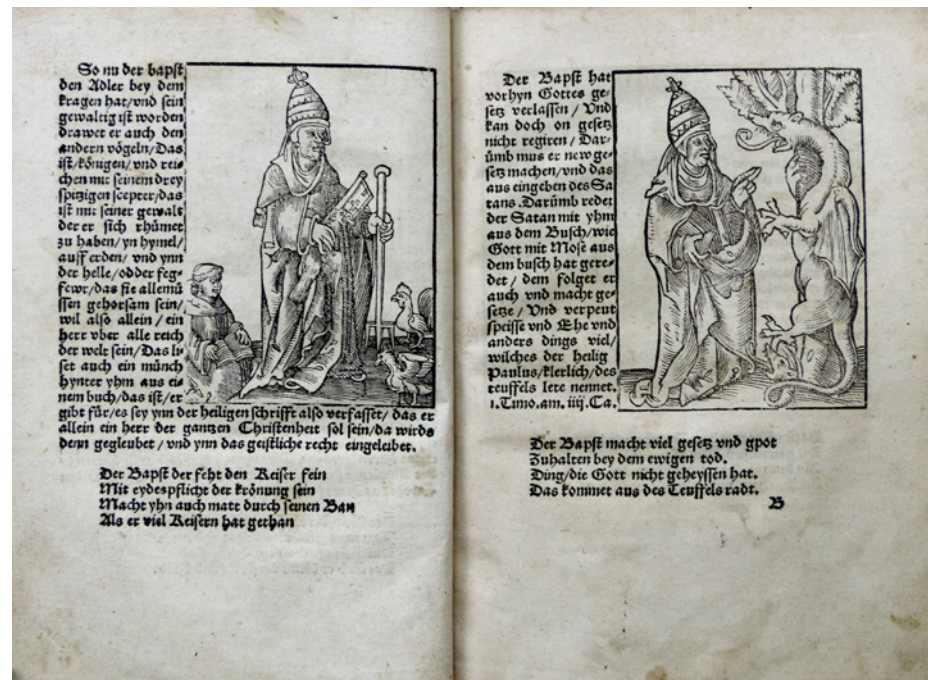 So nu der bapst
den Adler bey dem
kragen hat/vnd sein
gewaltig ist worden
drawet er auch den
andern vögeln/Das
ist/königen/vnd rei-
chen mit seinem drey
spitzigen scepter/das
ist mit seiner gewalt
der er sich rhümet
zu haben/yn hymel/
auff erden/vnd ynn
der helle/odder feg-
fewr/das sie allemü
ssen gehorsam sein/
wil also allein/ein
herr vber alle reich
der welt sein/Das li-
set auch ein münch
hynter yhm aus ei-
nem buch/das ist/er
gibt für/es sey ynn der heiligen schrifft also verfasset/das er
allein ein herr der gantzen Christenheit sol sein/da wirds
denn gegleubet/vnd ynn das geistliche recht eingeleibet.
Der Bapst der feht den Keiser fein
Mit eydespflicht der krönung sein
Macht yhn auch matt durch seinen Ban
Als er viel Keisern hat gethan
Der Bapst hat
vorhyn Gottes ge-
setz verlassen/Vnd
kan doch on gesetz
nicht regiren/Dar-
ümb mus er new ge-
setz machen/vnd das
aus eingeben des Sa
tans.Darümb redet
der Satan mit yhm
aus dem Busch/wie
Gott mit Mose aus
dem busch hat gere-
det/dem folget er
auch vnd macht ge-
setze/Vnd verpeut
speisse vnd Ehe vnd
anders dings viel/
wilches der heilig
Paulus/klerlich/des
teuffels lere nennet.
1.Timo.am.iiij.Ca.
Der Bapst macht viel gesetz vnd gpot
Zuhalten bey dem ewigen tod.
Ding/die Gott nicht geheyssen hat.
Das kommet aus des Teuffels radt.
B